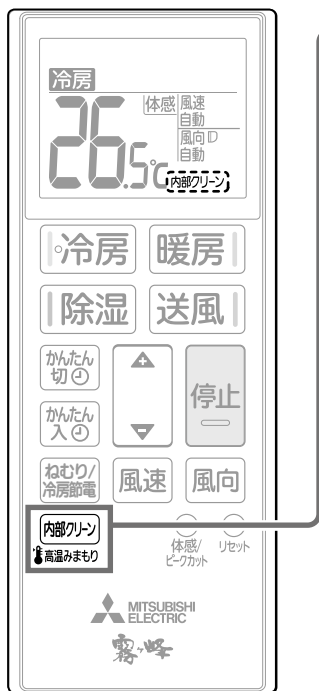 冷房
26.5℃
体感
風速
自動
風向
自動
内部クリーン
冷房
暖房
除湿
送風
かんたん
切
かんたん
入
停止
ねむり/
冷房節電
風速
風向
内部クリーン
高温みまもり
体感/
ピークカット
リセット
MITSUBISHI
ELECTRIC
霧ヶ峰